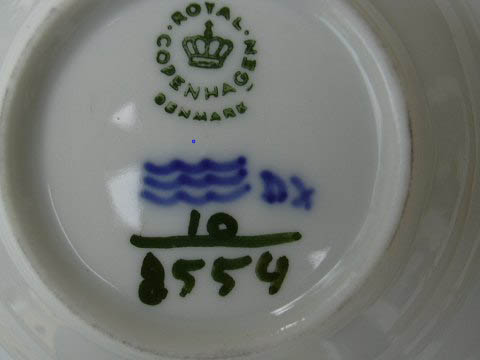 ROYAL COPENHAGEN
DENMARK
DX
10
8554